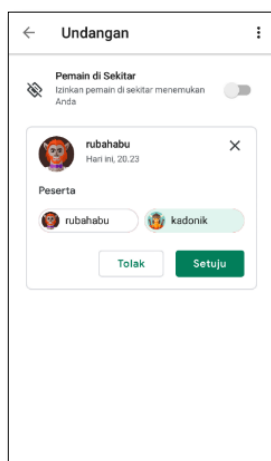 Undangan
Pemain di Sekitar
Izinkan pemain di sekitar menemukan
Anda
rubahabu
Hari ini, 20.23
Peserta
rubahabu
kadonik
Tolak
Setuju